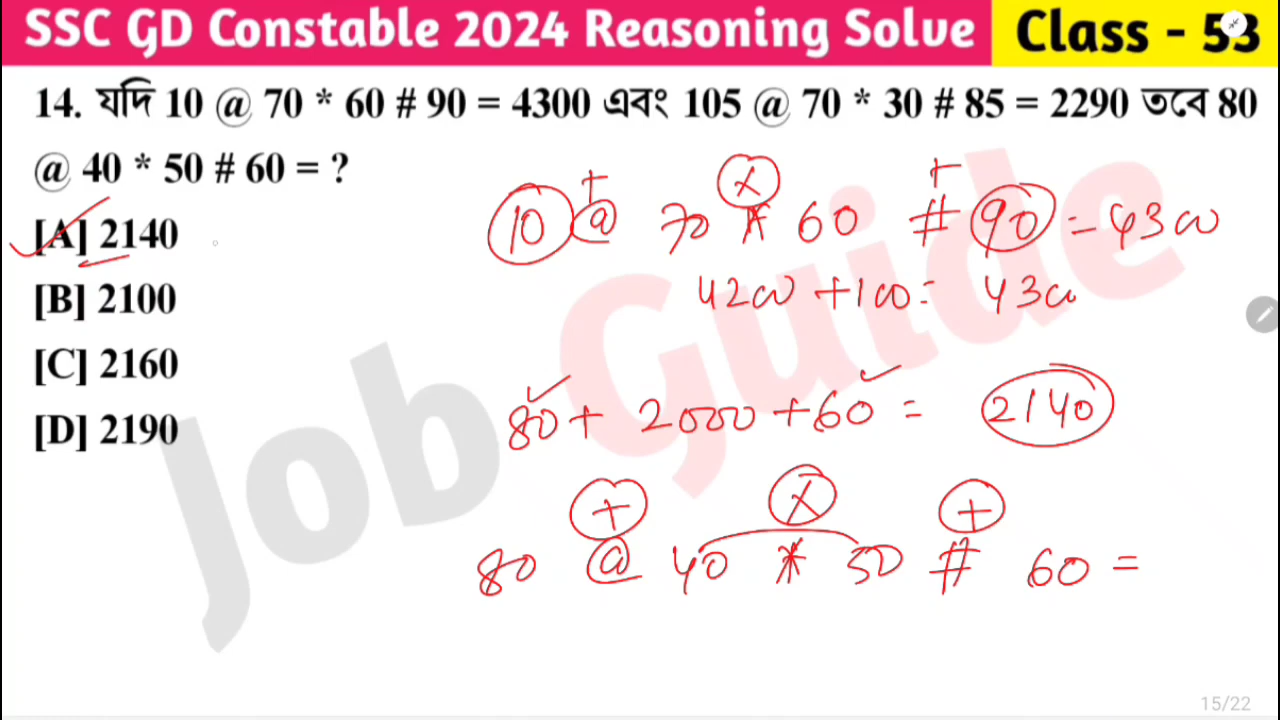 SSC GD Constable 2024 Reasoning Solve Class - 53
14. যদি 10 @ 70 * 60 # 90 = 4300 এবং 105 @ 70 * 30 # 85 = 2290 তবে 80
@ 40 * 50 # 60 = ?
[A] 2140
[B] 2100
[C] 2160
[D] 2190
+ × +
10 @ 70 * 60 # 90 = 4300
4200 + 100 = 4300
80 + 2000 + 60 = 2140
+ × +
80 @ 40 * 50 # 60 =
Job Guide
15/22